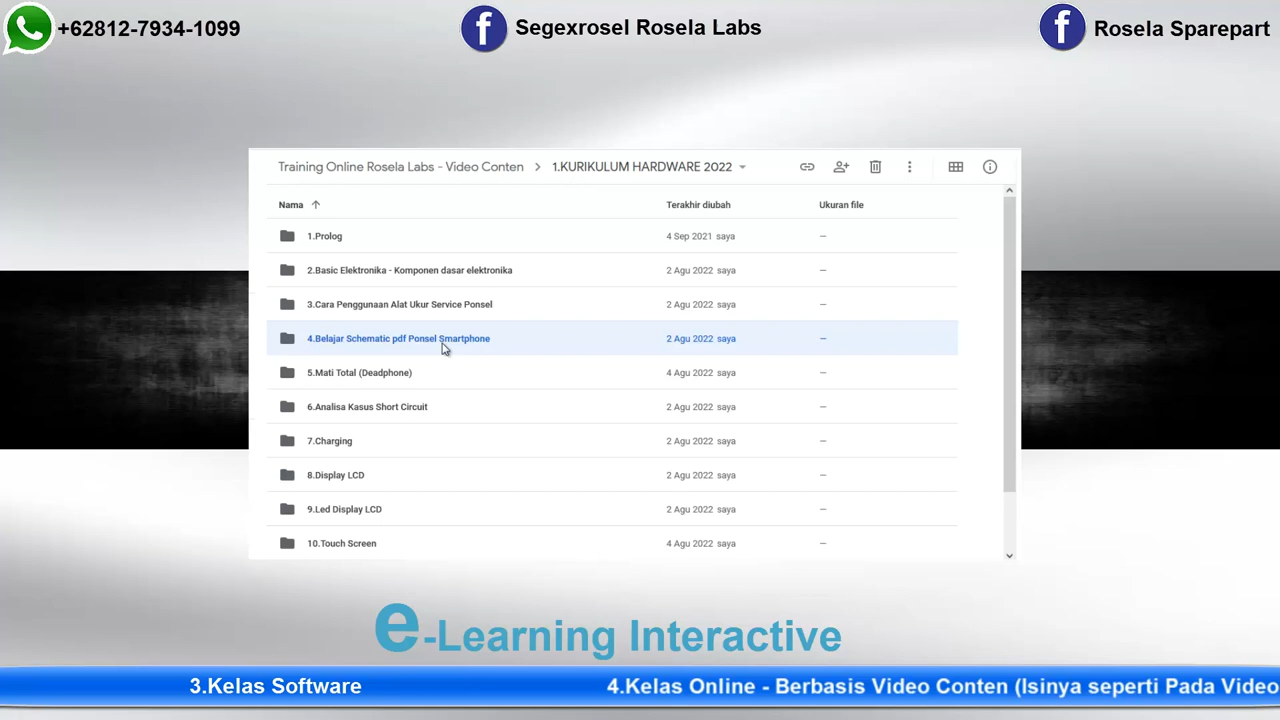 +62812-7934-1099
Segexrosel Rosela Labs
Rosela Sparepart
Training Online Rosela Labs - Video Conten > 1.KURIKULUM HARDWARE 2022
Nama Terakhir diubah Ukuran file
1.Prolog 4 Sep 2021 saya —
2.Basic Elektronika - Komponen dasar elektronika 2 Agu 2022 saya —
3.Cara Penggunaan Alat Ukur Service Ponsel 2 Agu 2022 saya —
4.Belajar Schematic pdf Ponsel Smartphone 2 Agu 2022 saya —
5.Mati Total (Deadphone) 4 Agu 2022 saya —
6.Analisa Kasus Short Circuit 2 Agu 2022 saya —
7.Charging 2 Agu 2022 saya —
8.Display LCD 2 Agu 2022 saya —
9.Led Display LCD 2 Agu 2022 saya —
10.Touch Screen 4 Agu 2022 saya —
e-Learning Interactive
3.Kelas Software 4.Kelas Online - Berbasis Video Conten (Isinya seperti Pada Video